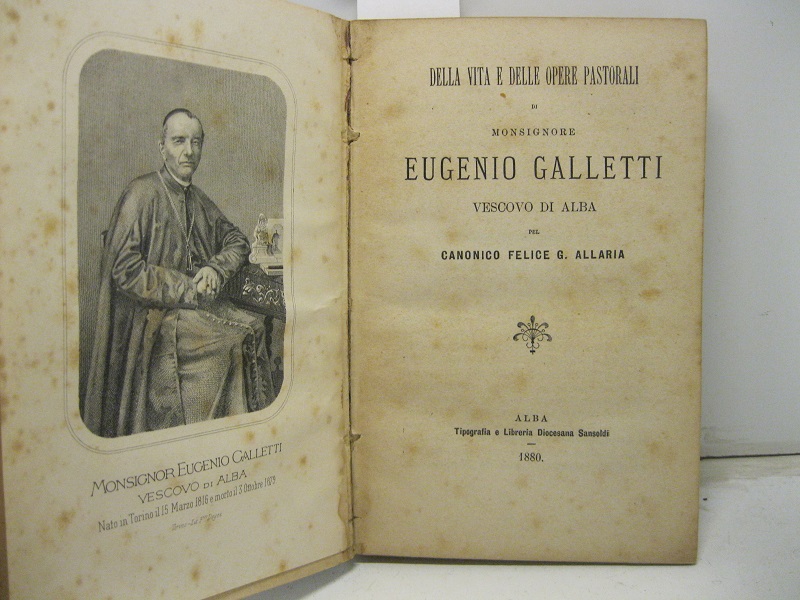 MONSIGNOR EUGENIO GALLETTI
VESCOVO DI ALBA
Nato in Torino il 15 Marzo 1816 e morto il 3 Ottobre 1879
DELLA VITA E DELLE OPERE PASTORALI
DI
MONSIGNORE
EUGENIO GALLETTI
VESCOVO DI ALBA
PEL
CANONICO FELICE G. ALLARIA
ALBA
Tipografia e Libreria Diocesana Sansoldi
1880.